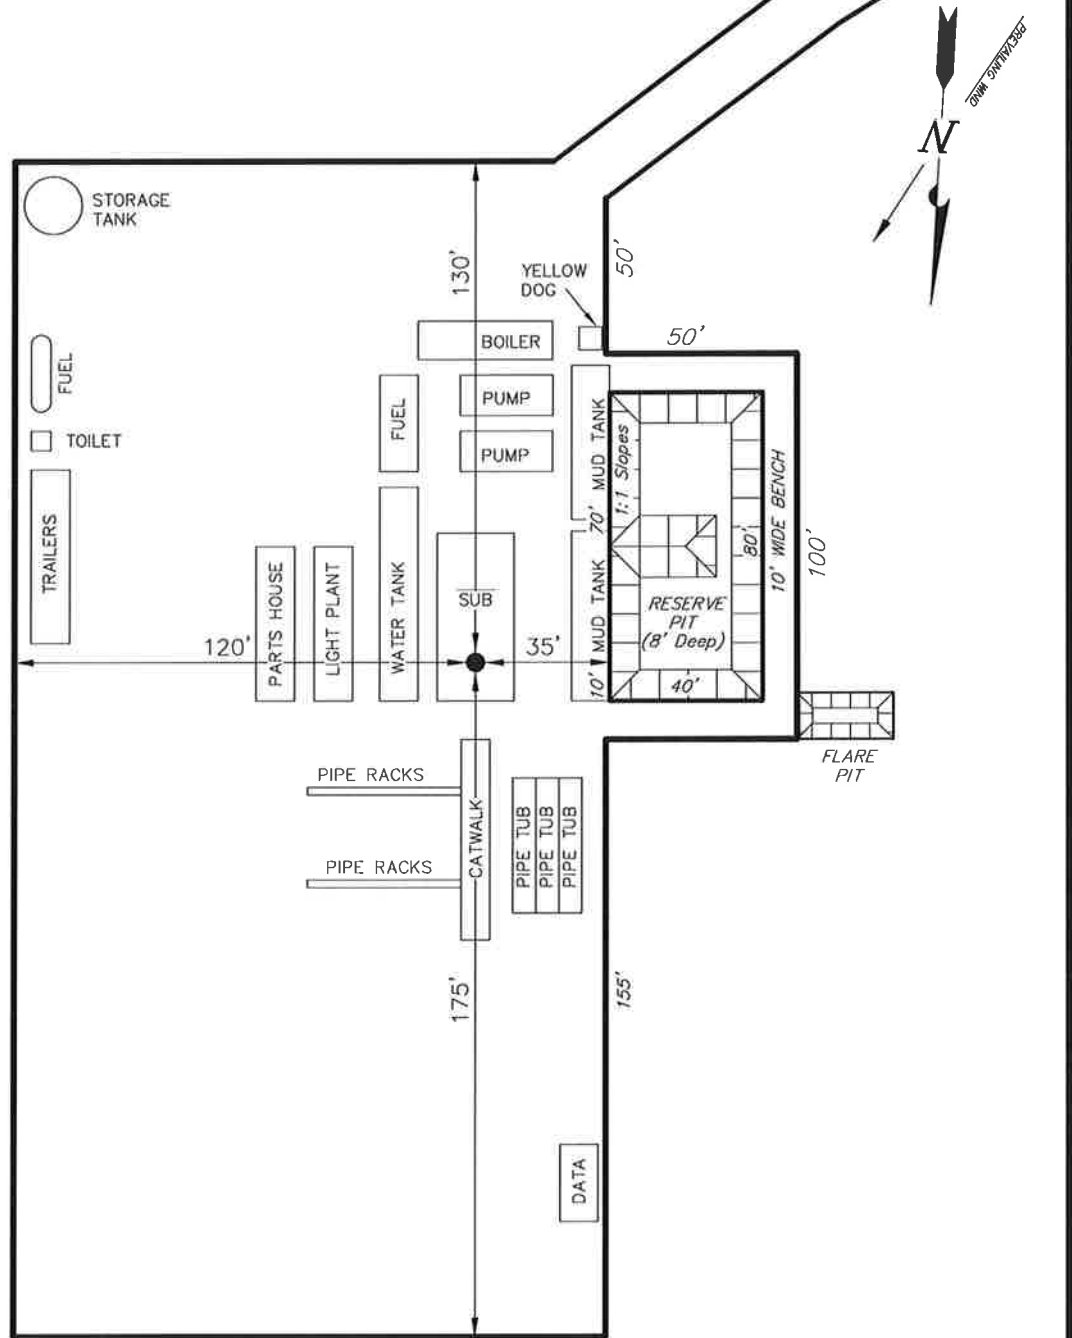 PREVAILING WIND
N
STORAGE
TANK
130'
YELLOW
DOG
50'
50'
BOILER
FUEL
PUMP
FUEL
PUMP
TOILET
MUD TANK
1:1 Slopes
70'
80'
10' WIDE BENCH
100'
TRAILERS
PARTS HOUSE
LIGHT PLANT
WATER TANK
SUB
MUD TANK
RESERVE
PIT
(8' Deep)
120'
35'
10'
40'
FLARE
PIT
PIPE RACKS
CATWALK
PIPE TUB
PIPE TUB
PIPE TUB
PIPE RACKS
175'
155'
DATA